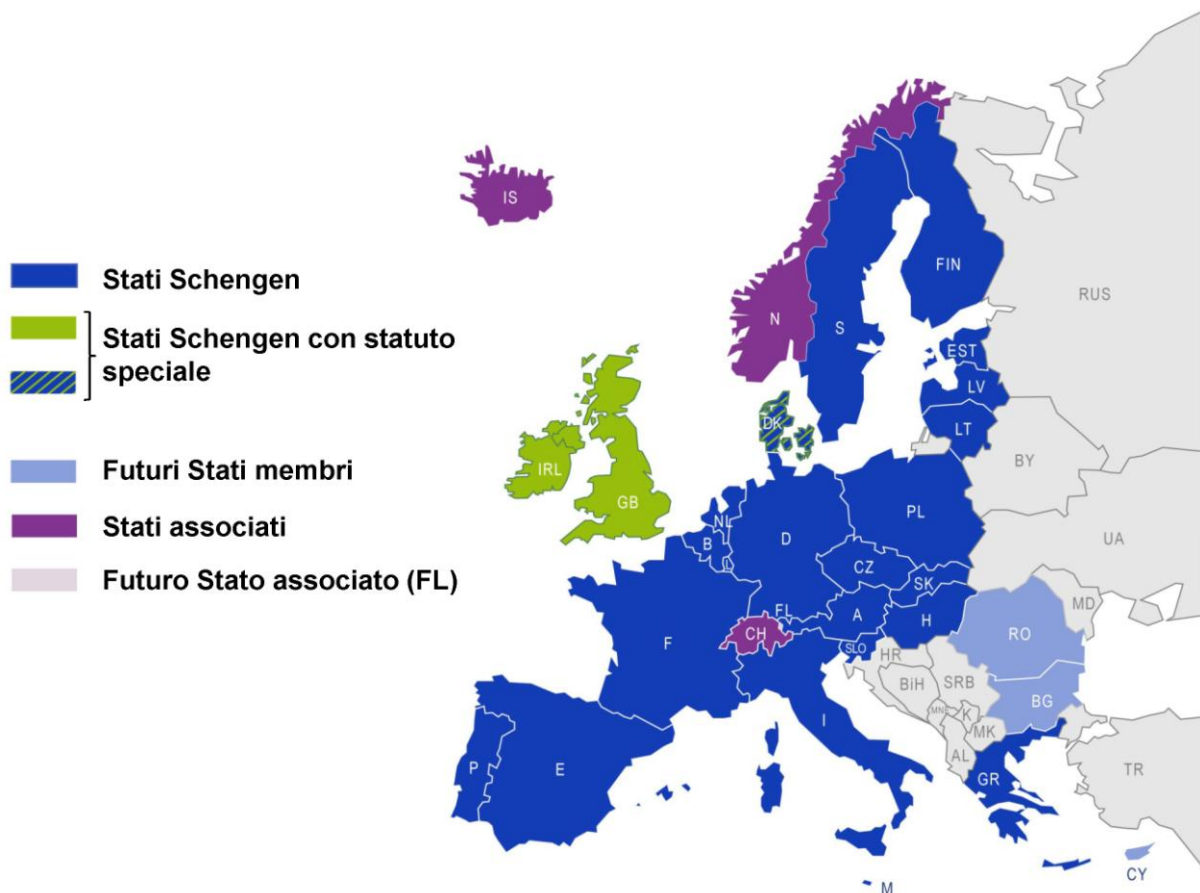 Stati Schengen
Stati Schengen con statuto
speciale
Futuri Stati membri
Stati associati
Futuro Stato associato (FL)
IS
N
S
FIN
RUS
EST
LV
LT
DK
IRL
GB
BY
NL
B
L
D
PL
UA
CZ
SK
FL
A
H
MD
F
CH
SLO
HR
RO
BiH
SRB
BG
MNE
K
MK
I
AL
P
E
GR
TR
CY
M